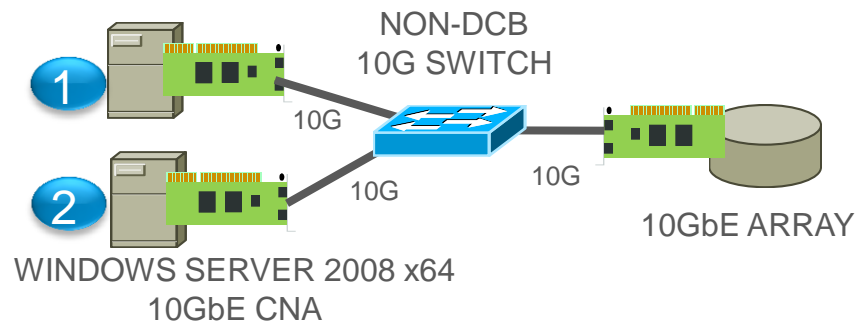 NON-DCB
10G SWITCH
1
10G
2
10G
10G
10GbE ARRAY
WINDOWS SERVER 2008 x64
10GbE CNA